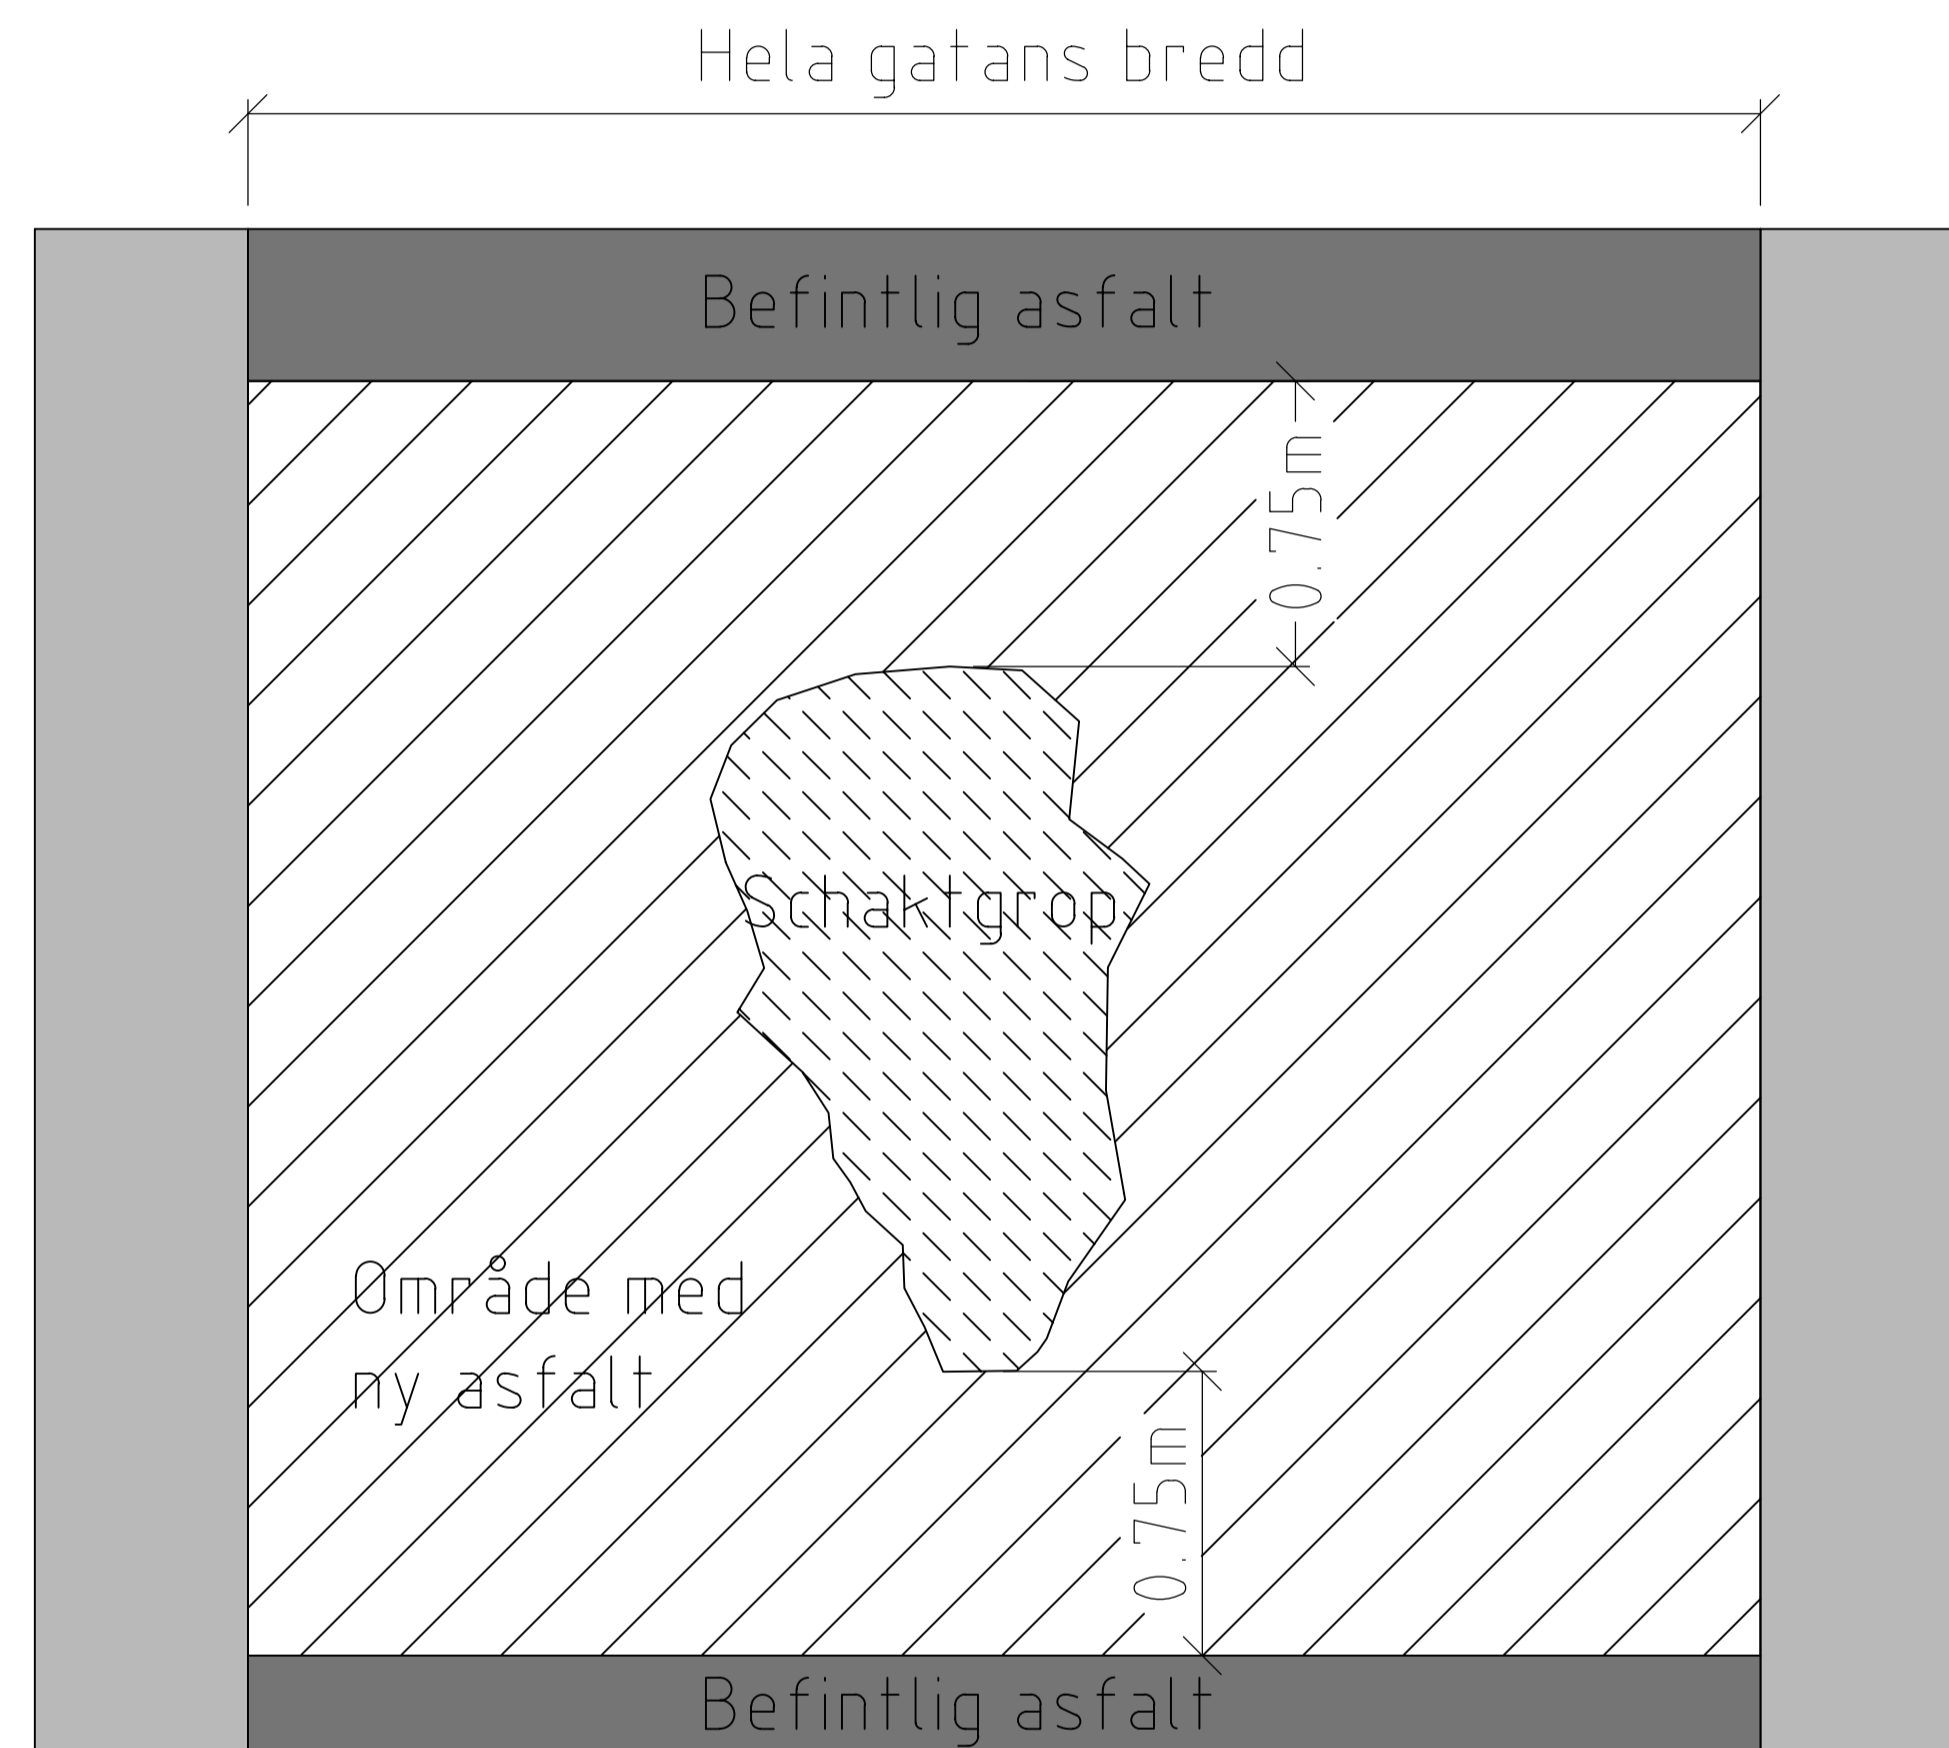 Hela gatans bredd
Befintlig asfalt
0.75m
Schaktgrop
Område med
ny asfalt
0.75m
Befintlig asfalt